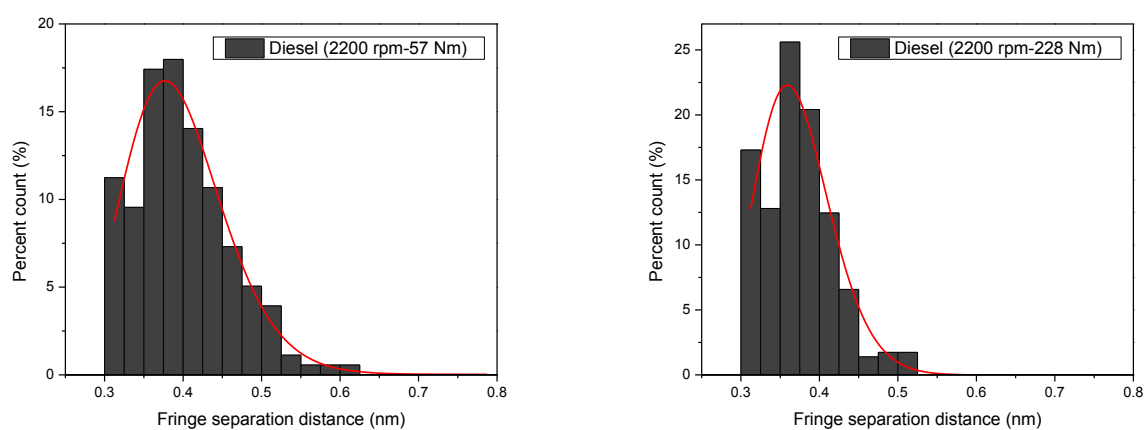 20
15
10
5
0
Percent count (%)
Diesel (2200 rpm-57 Nm)
0.3 0.4 0.5 0.6 0.7 0.8
Fringe separation distance (nm)
25
20
15
10
5
0
Percent count (%)
Diesel (2200 rpm-228 Nm)
0.3 0.4 0.5 0.6 0.7 0.8
Fringe separation distance (nm)